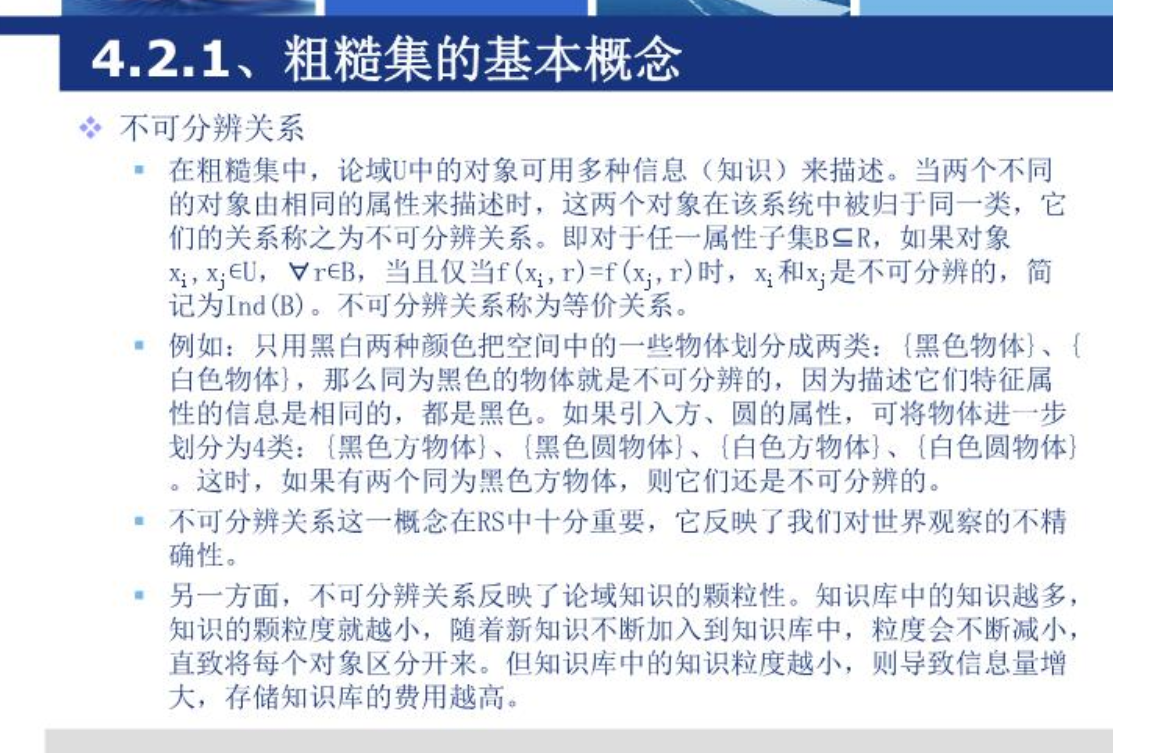 4.2.1、粗糙集的基本概念
不可分辨关系
在粗糙集中，论域U中的对象可用多种信息（知识）来描述。当两个不同
的对象由相同的属性来描述时，这两个对象在该系统中被归于同一类，它
们的关系称之为不可分辨关系。即对于任一属性子集B⊆R，如果对象
xi,xj∈U，∀r∈B，当且仅当f(xi,r)=f(xj,r)时，xi和xj是不可分辨的，简
记为Ind(B)。不可分辨关系称为等价关系。
例如：只用黑白两种颜色把空间中的一些物体划分成两类：{黑色物体}、{
白色物体}，那么同为黑色的物体就是不可分辨的，因为描述它们特征属
性的信息是相同的，都是黑色。如果引入方、圆的属性，可将物体进一步
划分为4类：{黑色方物体}、{黑色圆物体}、{白色方物体}、{白色圆物体}
。这时，如果有两个同为黑色方物体，则它们还是不可分辨的。
不可分辨关系这一概念在RS中十分重要，它反映了我们对世界观察的不精
确性。
另一方面，不可分辨关系反映了论域知识的颗粒性。知识库中的知识越多，
知识的颗粒度就越小，随着新知识不断加入到知识库中，粒度会不断减小，
直致将每个对象区分开来。但知识库中的知识粒度越小，则导致信息量增
大，存储知识库的费用越高。